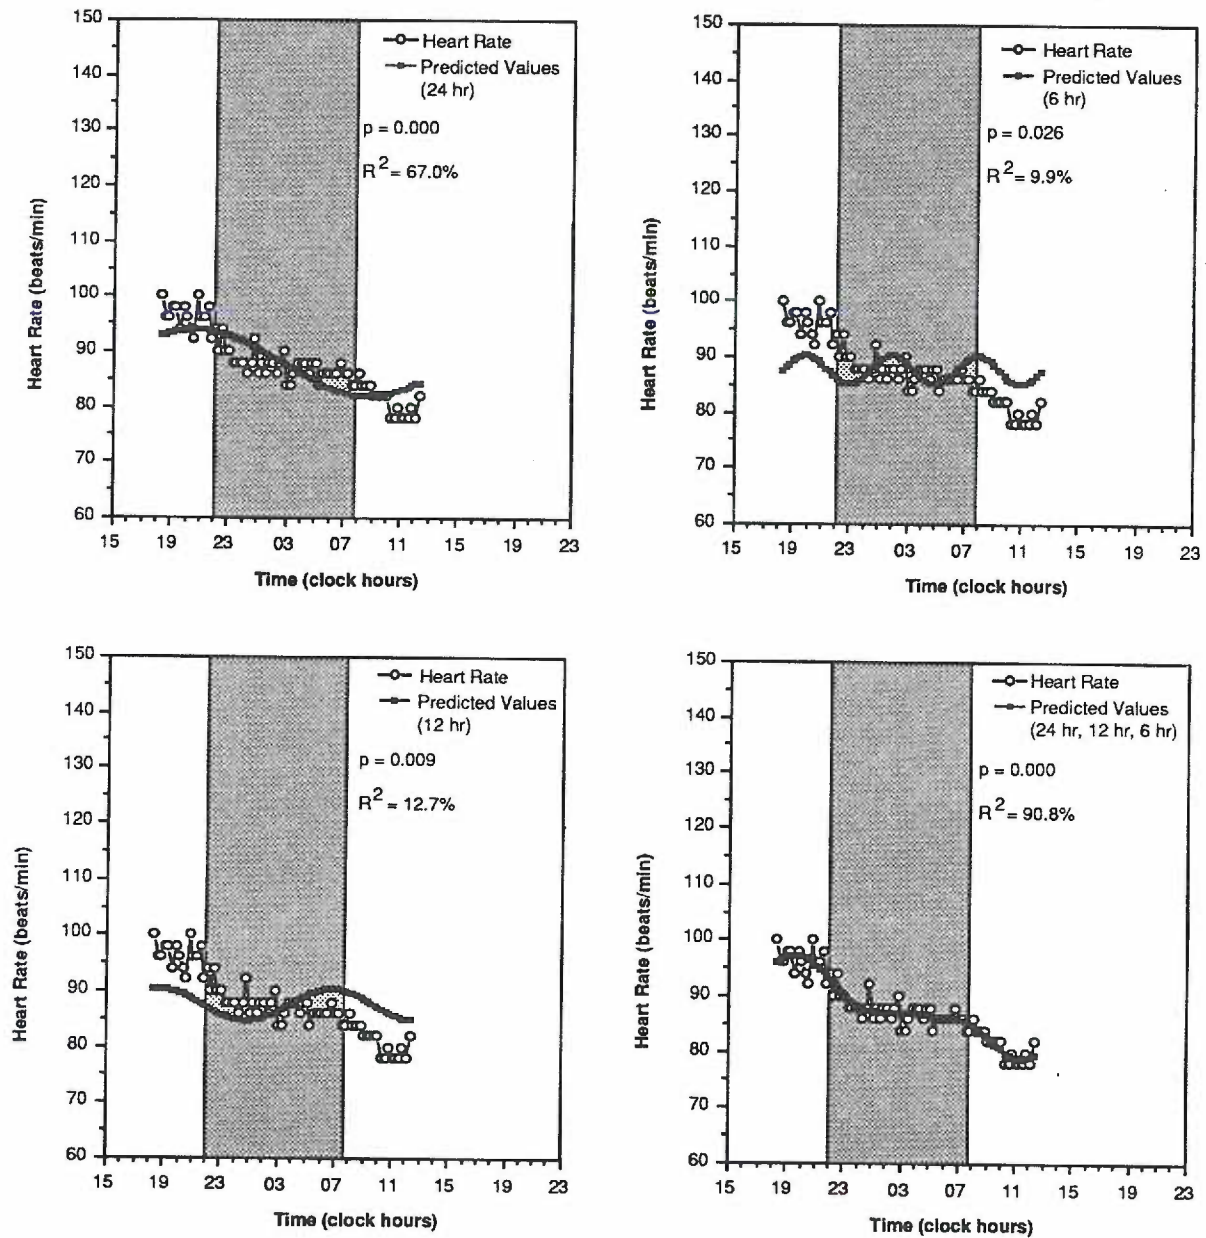 150
140
130
120
110
100
90
80
70
60
Heart Rate (beats/min)
Heart Rate
Predicted Values
(24 hr)
p = 0.000
R2 = 67.0%
15 19 23 03 07 11 15 19 23
Time (clock hours)
150
140
130
120
110
100
90
80
70
60
Heart Rate (beats/min)
Heart Rate
Predicted Values
(6 hr)
p = 0.026
R2 = 9.9%
15 19 23 03 07 11 15 19 23
Time (clock hours)
150
140
130
120
110
100
90
80
70
60
Heart Rate (beats/min)
Heart Rate
Predicted Values
(12 hr)
p = 0.009
R2 = 12.7%
15 19 23 03 07 11 15 19 23
Time (clock hours)
150
140
130
120
110
100
90
80
70
60
Heart Rate (beats/min)
Heart Rate
Predicted Values
(24 hr, 12 hr, 6 hr)
p = 0.000
R2 = 90.8%
15 19 23 03 07 11 15 19 23
Time (clock hours)